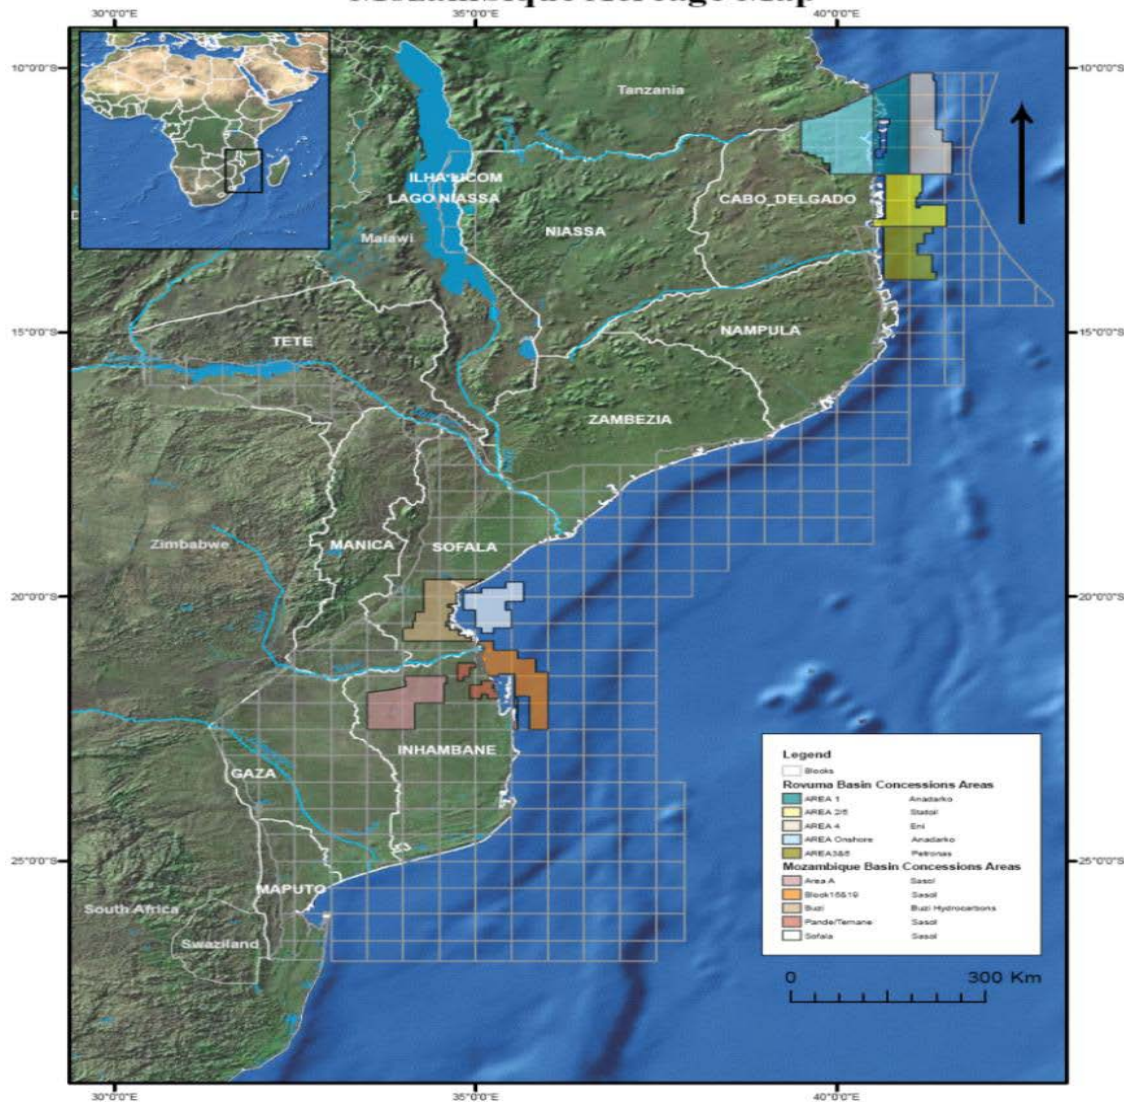 Mozambique Acreage Map
30°0'0"E 35°0'0"E 40°0'0"E
10°0'0"S 10°0'0"S
Tanzania
ILHA LICOM
LAGO NIASSA
CABO_DELGADO
Malawi
NIASSA
15°0'0"S 15°0'0"S
TETE
NAMPULA
ZAMBEZIA
Zimbabwe
MANICA
SOFALA
20°0'0"S 20°0'0"S
INHAMBANE
GAZA
25°0'0"S 25°0'0"S
MAPUTO
South Africa
Swaziland
Legend
Blocks
Rovuma Basin Concessions Areas
AREA 1 Anadarko
AREA 2/5 Statoil
AREA 4 Eni
AREA Onshore Anadarko
AREA3&6 Petronas
Mozambique Basin Concessions Areas
Area A Sasol
Block16&19 Sasol
Buzi Buzi Hydrocarbons
Pande/Temane Sasol
Sofala Sasol
0 300 Km
30°0'0"E 35°0'0"E 40°0'0"E